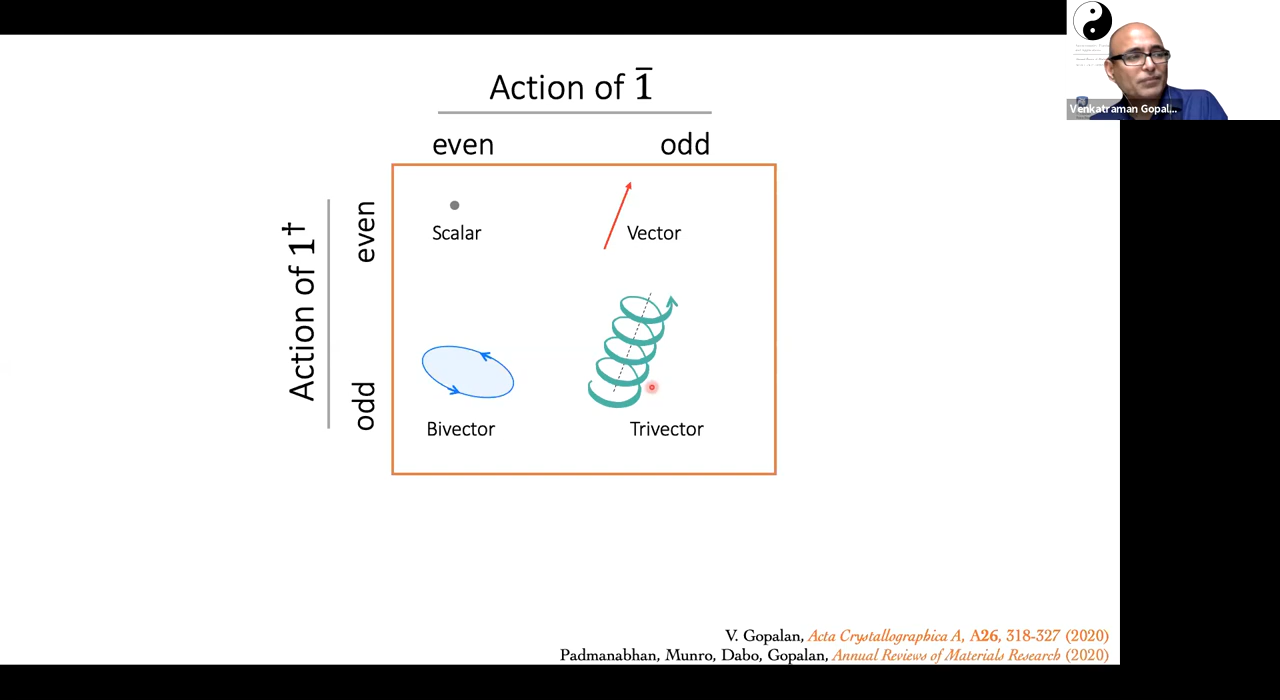 Venkatraman Gopal...
Action of 1̅
even odd
Action of 1†
even
odd
Scalar
Vector
Bivector
Trivector
V. Gopalan, Acta Crystallographica A, A26, 318-327 (2020)
Padmanabhan, Munro, Dabo, Gopalan, Annual Reviews of Materials Research (2020)